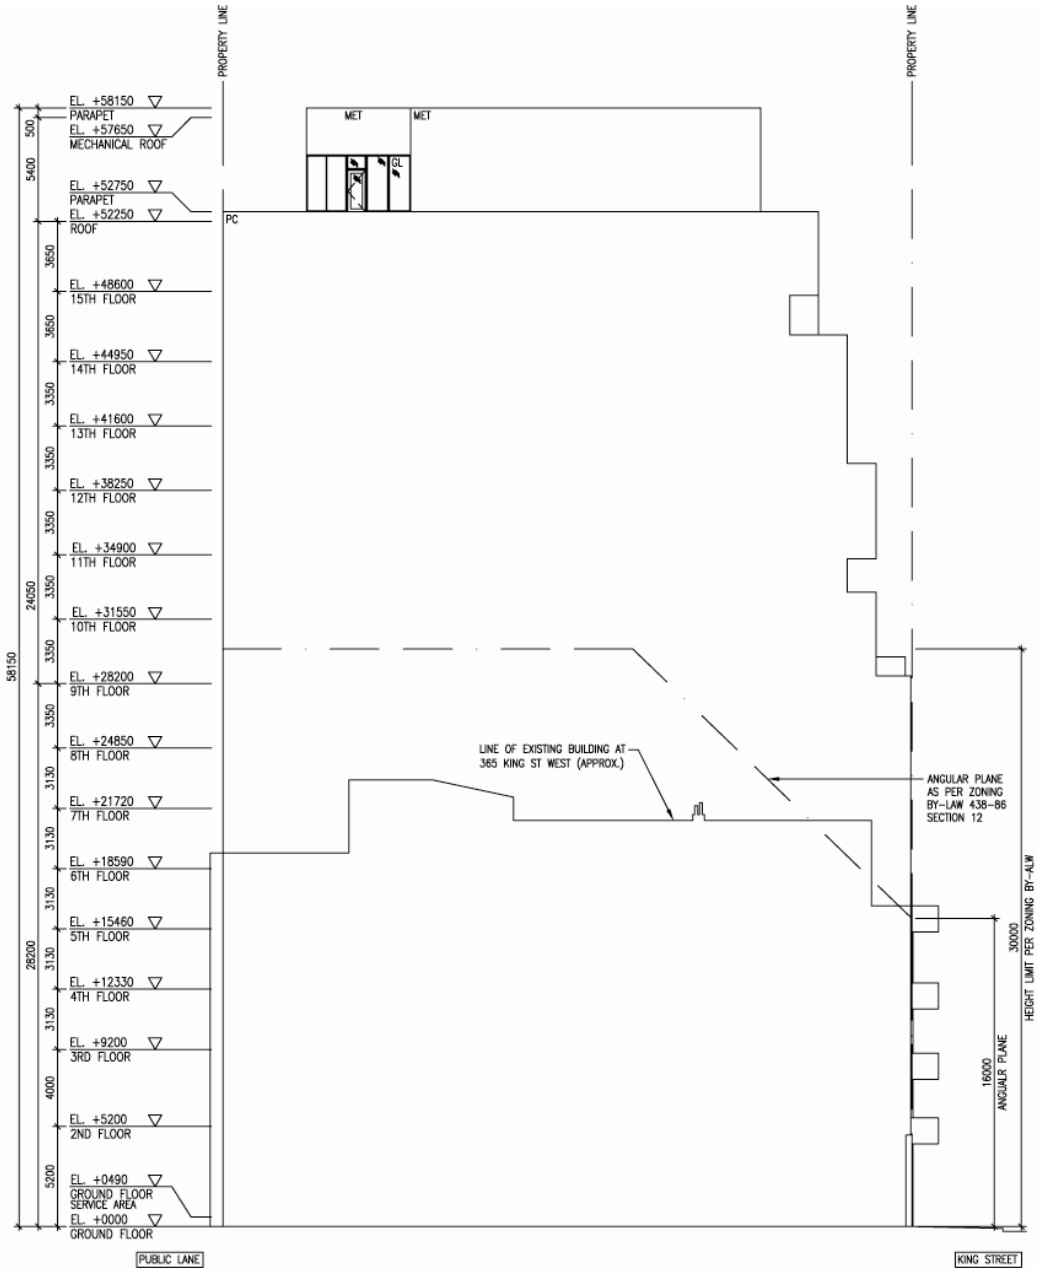 PROPERTY LINE
PROPERTY LINE
EL. +58150
PARAPET
EL. +57650
MECHANICAL ROOF
EL. +52750
PARAPET
EL. +52250
ROOF
EL. +48600
15TH FLOOR
EL. +44950
14TH FLOOR
EL. +41600
13TH FLOOR
EL. +38250
12TH FLOOR
EL. +34900
11TH FLOOR
EL. +31550
10TH FLOOR
EL. +28200
9TH FLOOR
EL. +24850
8TH FLOOR
EL. +21720
7TH FLOOR
EL. +18590
6TH FLOOR
EL. +15460
5TH FLOOR
EL. +12330
4TH FLOOR
EL. +9200
3RD FLOOR
EL. +5200
2ND FLOOR
EL. +0490
GROUND FLOOR
SERVICE AREA
EL. +0000
GROUND FLOOR
500
5400
3650
3650
3350
3350
3350
3350
3350
3350
3130
3130
3130
3130
3130
4000
5200
24050
28200
58150
MET
MET
GL
PC
LINE OF EXISTING BUILDING AT
365 KING ST WEST (APPROX.)
ANGULAR PLANE
AS PER ZONING
BY-LAW 438-86
SECTION 12
30000
HEIGHT LIMIT PER ZONING BY-ALW
16000
ANGUALR PLANE
PUBLIC LANE
KING STREET